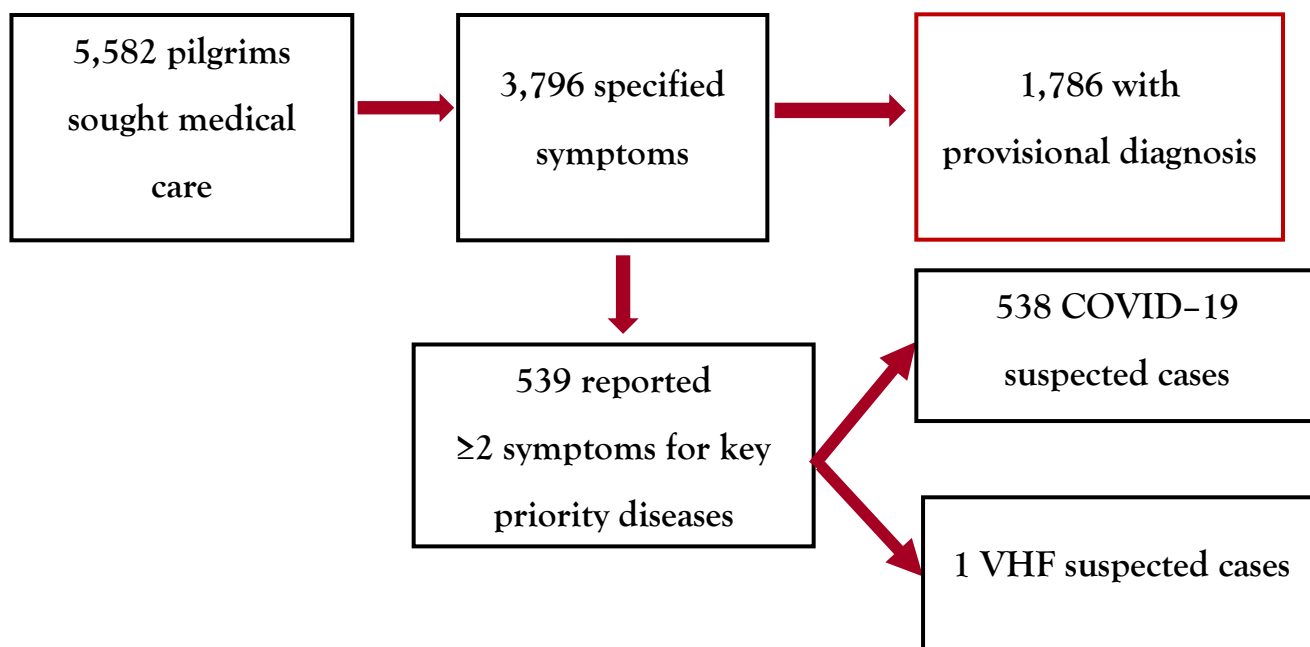 5,582 pilgrims
sought medical
care
3,796 specified
symptoms
1,786 with
provisional diagnosis
539 reported
≥2 symptoms for key
priority diseases
538 COVID–19
suspected cases
1 VHF suspected cases